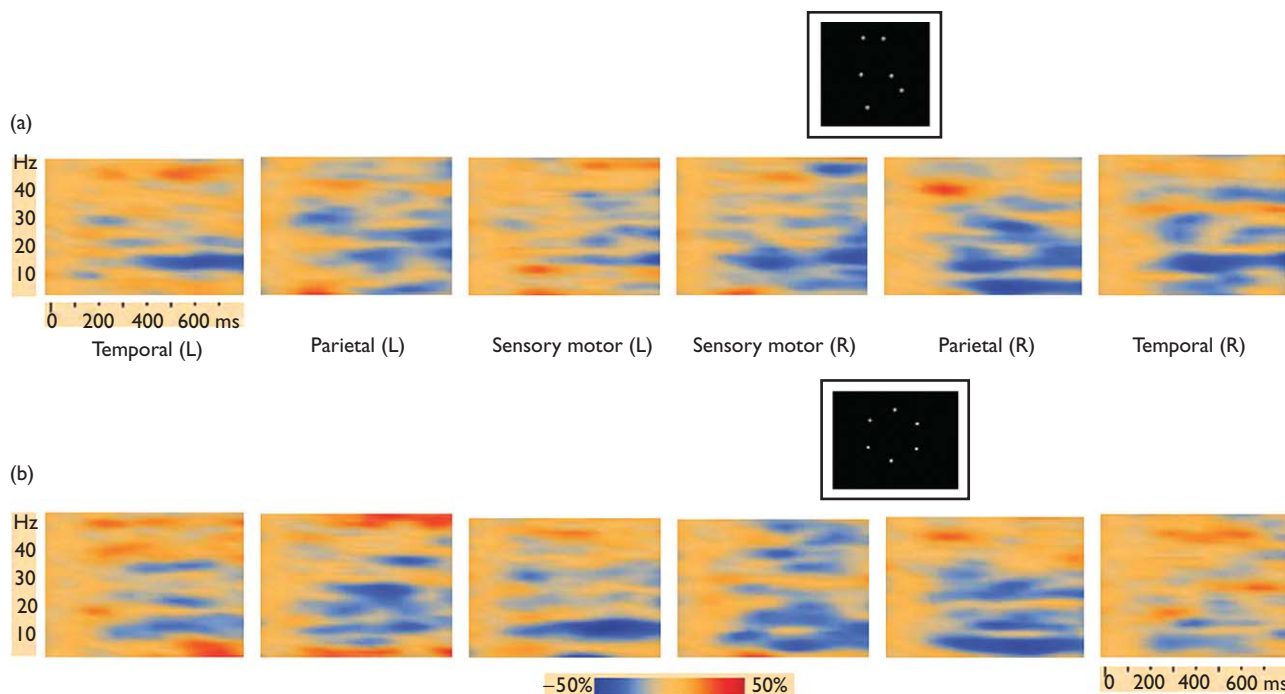 (a)
Hz
40
30
20
10
0 200 400 600 ms
Temporal (L) Parietal (L) Sensory motor (L) Sensory motor (R) Parietal (R) Temporal (R)
(b)
Hz
40
30
20
10
0 200 400 600 ms
−50% 50%